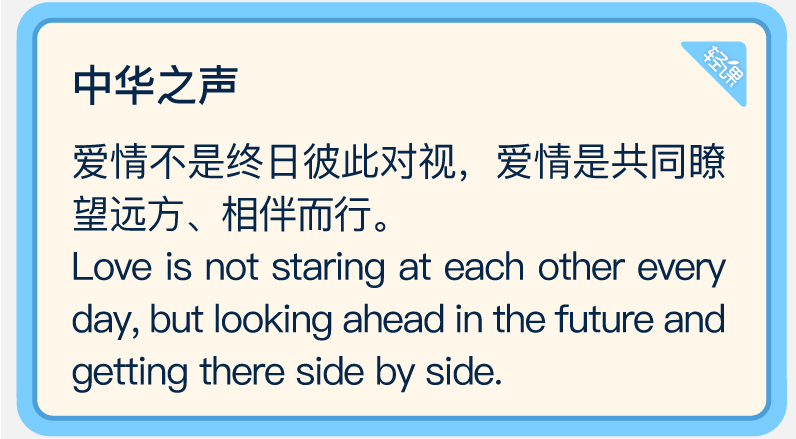 中华之声
轻课
爱情不是终日彼此对视，爱情是共同瞭
望远方、相伴而行。
Love is not staring at each other every
day, but looking ahead in the future and
getting there side by side.